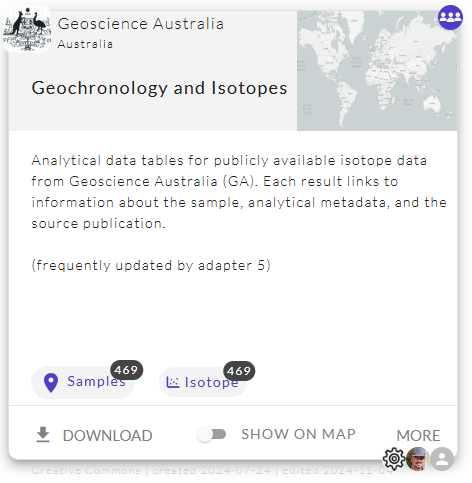 Geoscience Australia
Australia
Geochronology and Isotopes
Analytical data tables for publicly available isotope data
from Geoscience Australia (GA). Each result links to
information about the sample, analytical metadata, and the
source publication.
(frequently updated by adapter 5)
469
Samples
469
Isotope
DOWNLOAD
SHOW ON MAP
MORE
Creative Commons | created 2024-07-24 | edited 2024-11-04